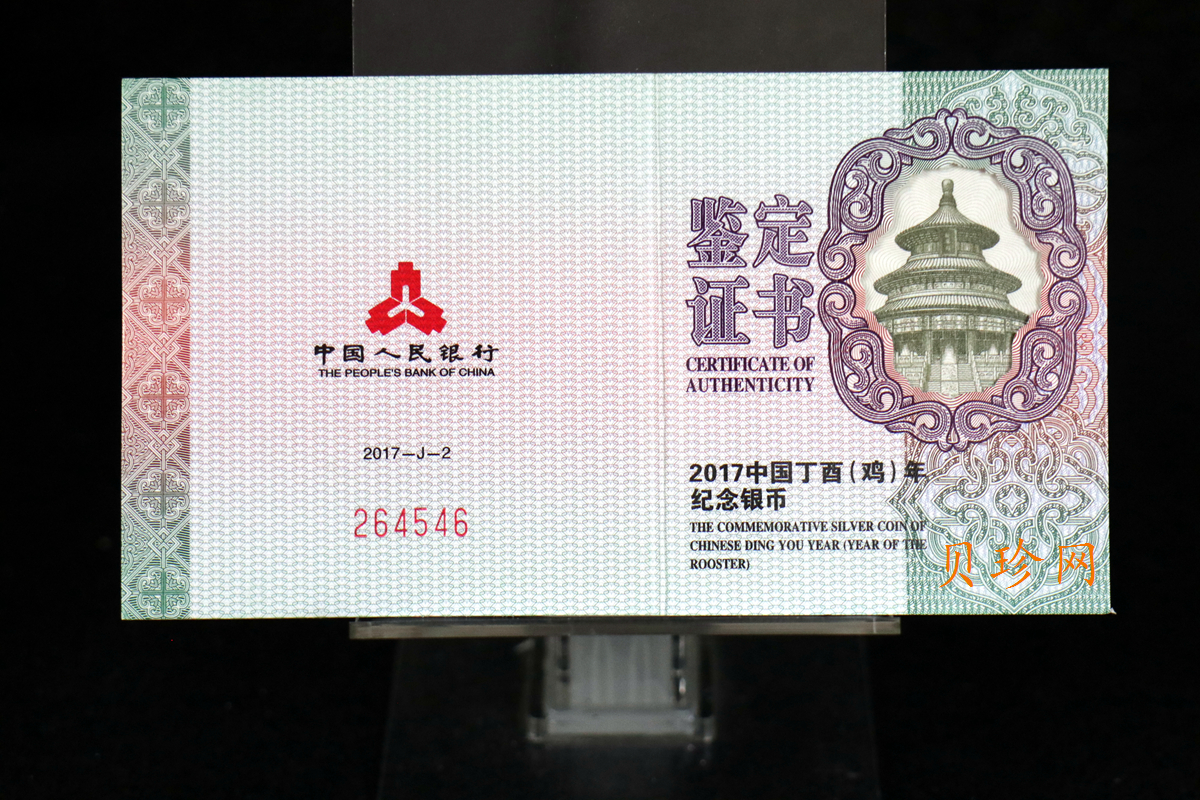 中国人民银行
THE PEOPLE'S BANK OF CHINA
2017—J—2
264546
鉴定
证书
CERTIFICATE OF
AUTHENTICITY
2017中国丁酉（鸡）年
纪念银币
THE COMMEMORATIVE SILVER COIN OF
CHINESE DING YOU YEAR (YEAR OF THE
ROOSTER)
贝珍网